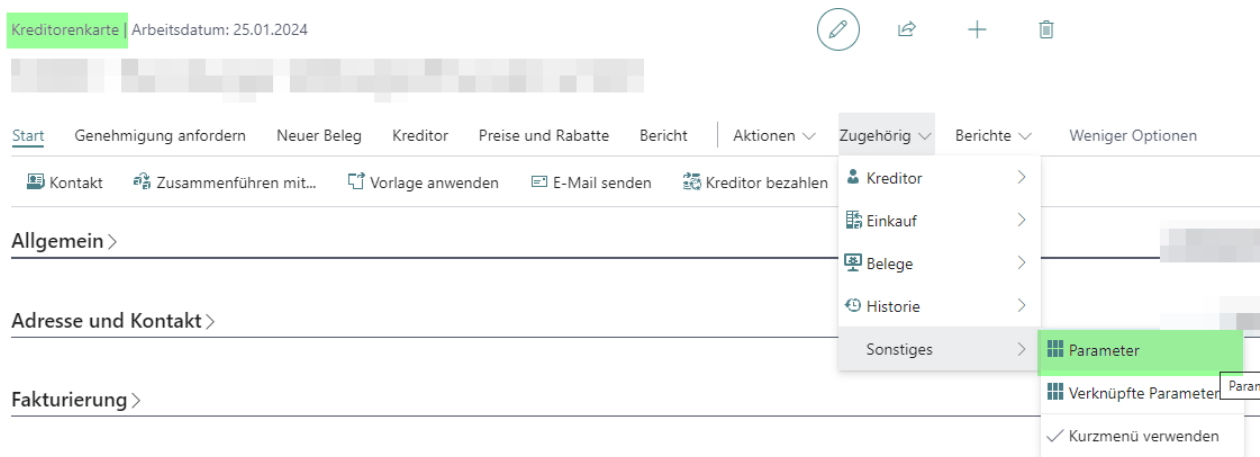 Kreditorenkarte | Arbeitsdatum: 25.01.2024
Start Genehmigung anfordern Neuer Beleg Kreditor Preise und Rabatte Bericht Aktionen Zugehörig Berichte Weniger Optionen
Kontakt Zusammenführen mit... Vorlage anwenden E-Mail senden Kreditor bezahlen
Kreditor
Einkauf
Belege
Historie
Sonstiges
Parameter
Verknüpfte Parameter
Kurzmenü verwenden
Allgemein
Adresse und Kontakt
Fakturierung